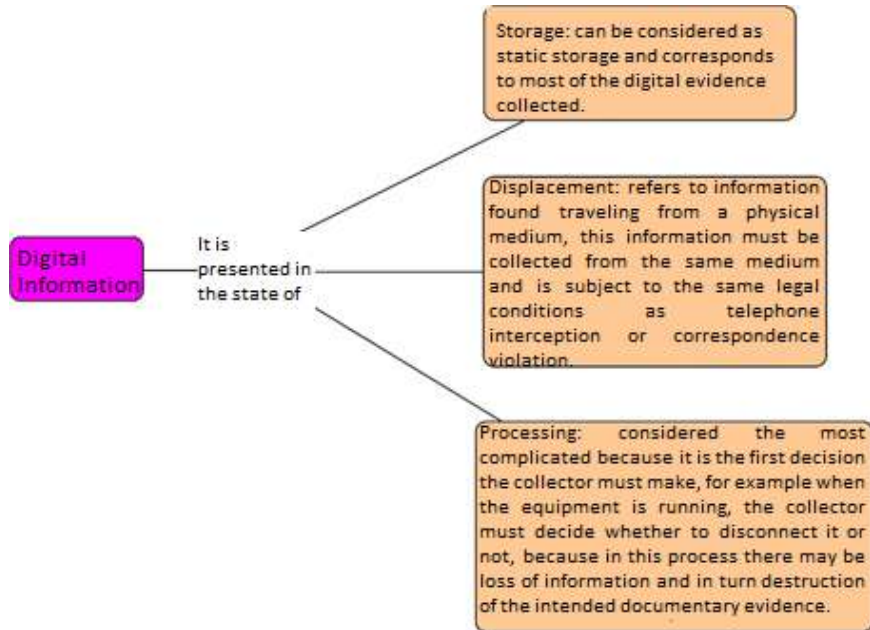 Digital
Information
It is
presented in
the state of
Storage: can be considered as
static storage and corresponds
to most of the digital evidence
collected.
Displacement: refers to information
found traveling from a physical
medium, this information must be
collected from the same medium
and is subject to the same legal
conditions as telephone
interception or correspondence
violation.
Processing: considered the most
complicated because it is the first decision
the collector must make, for example when
the equipment is running, the collector
must decide whether to disconnect it or
not, because in this process there may be
loss of information and in turn destruction
of the intended documentary evidence.